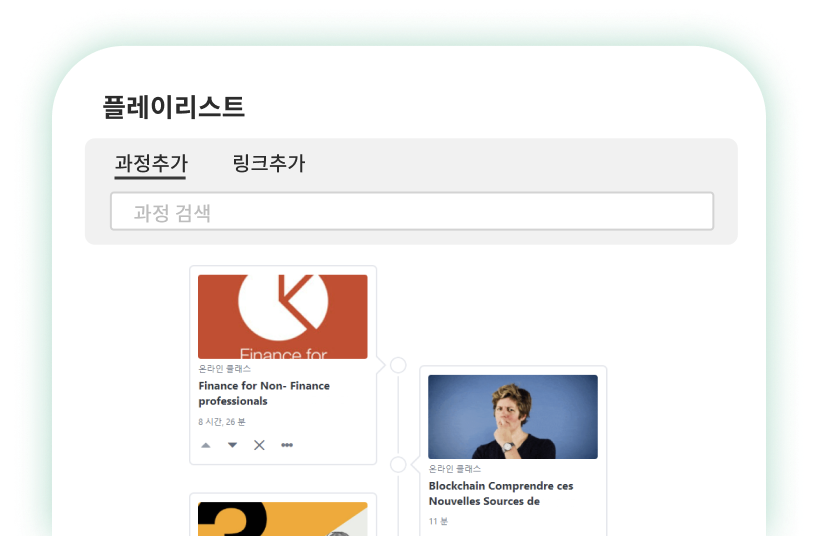 플레이리스트
과정추가 링크추가
과정 검색
Finance for
온라인 클래스
Finance for Non- Finance
professionals
8 시간, 26 분
온라인 클래스
Blockchain Comprendre ces
Nouvelles Sources de
11 분
3